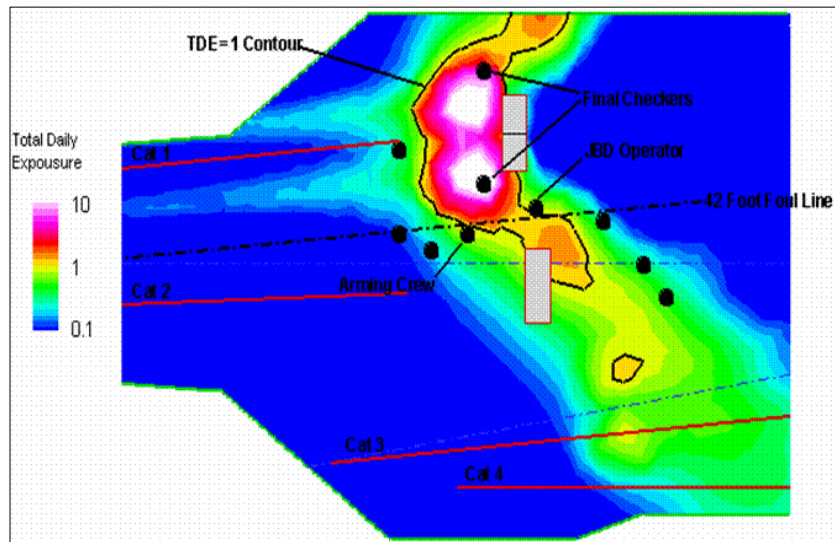 TDE=1 Contour
Final Checkers
Total Daily
Expousure
Cat 1
JBD Operator
10
42 Foot Foul Line
1
Arming Crew
Cat 2
0.1
Cat 3
Cat 4